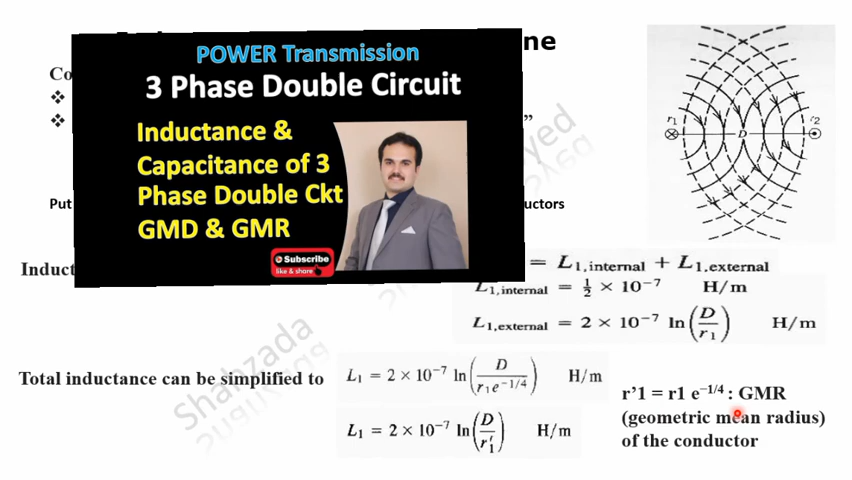 ne
POWER Transmission
3 Phase Double Circuit
Co
❖
❖
”
Inductance &
Capacitance of 3
Phase Double Ckt
GMD & GMR
Subscribe
like & share
r₁ D r₂
Put
uctors
Induct
= L₁,internal + L₁,external
L₁,internal = ½ × 10⁻⁷ H/m
L₁,external = 2 × 10⁻⁷ ln(D/r₁) H/m
Total inductance can be simplified to
L₁ = 2 × 10⁻⁷ ln(D/r₁e⁻¹/⁴) H/m
L₁ = 2 × 10⁻⁷ ln(D/r′₁) H/m
r’1 = r1 e⁻¹/⁴ : GMR
(geometric mean radius)
of the conductor
Shahzada
ayed